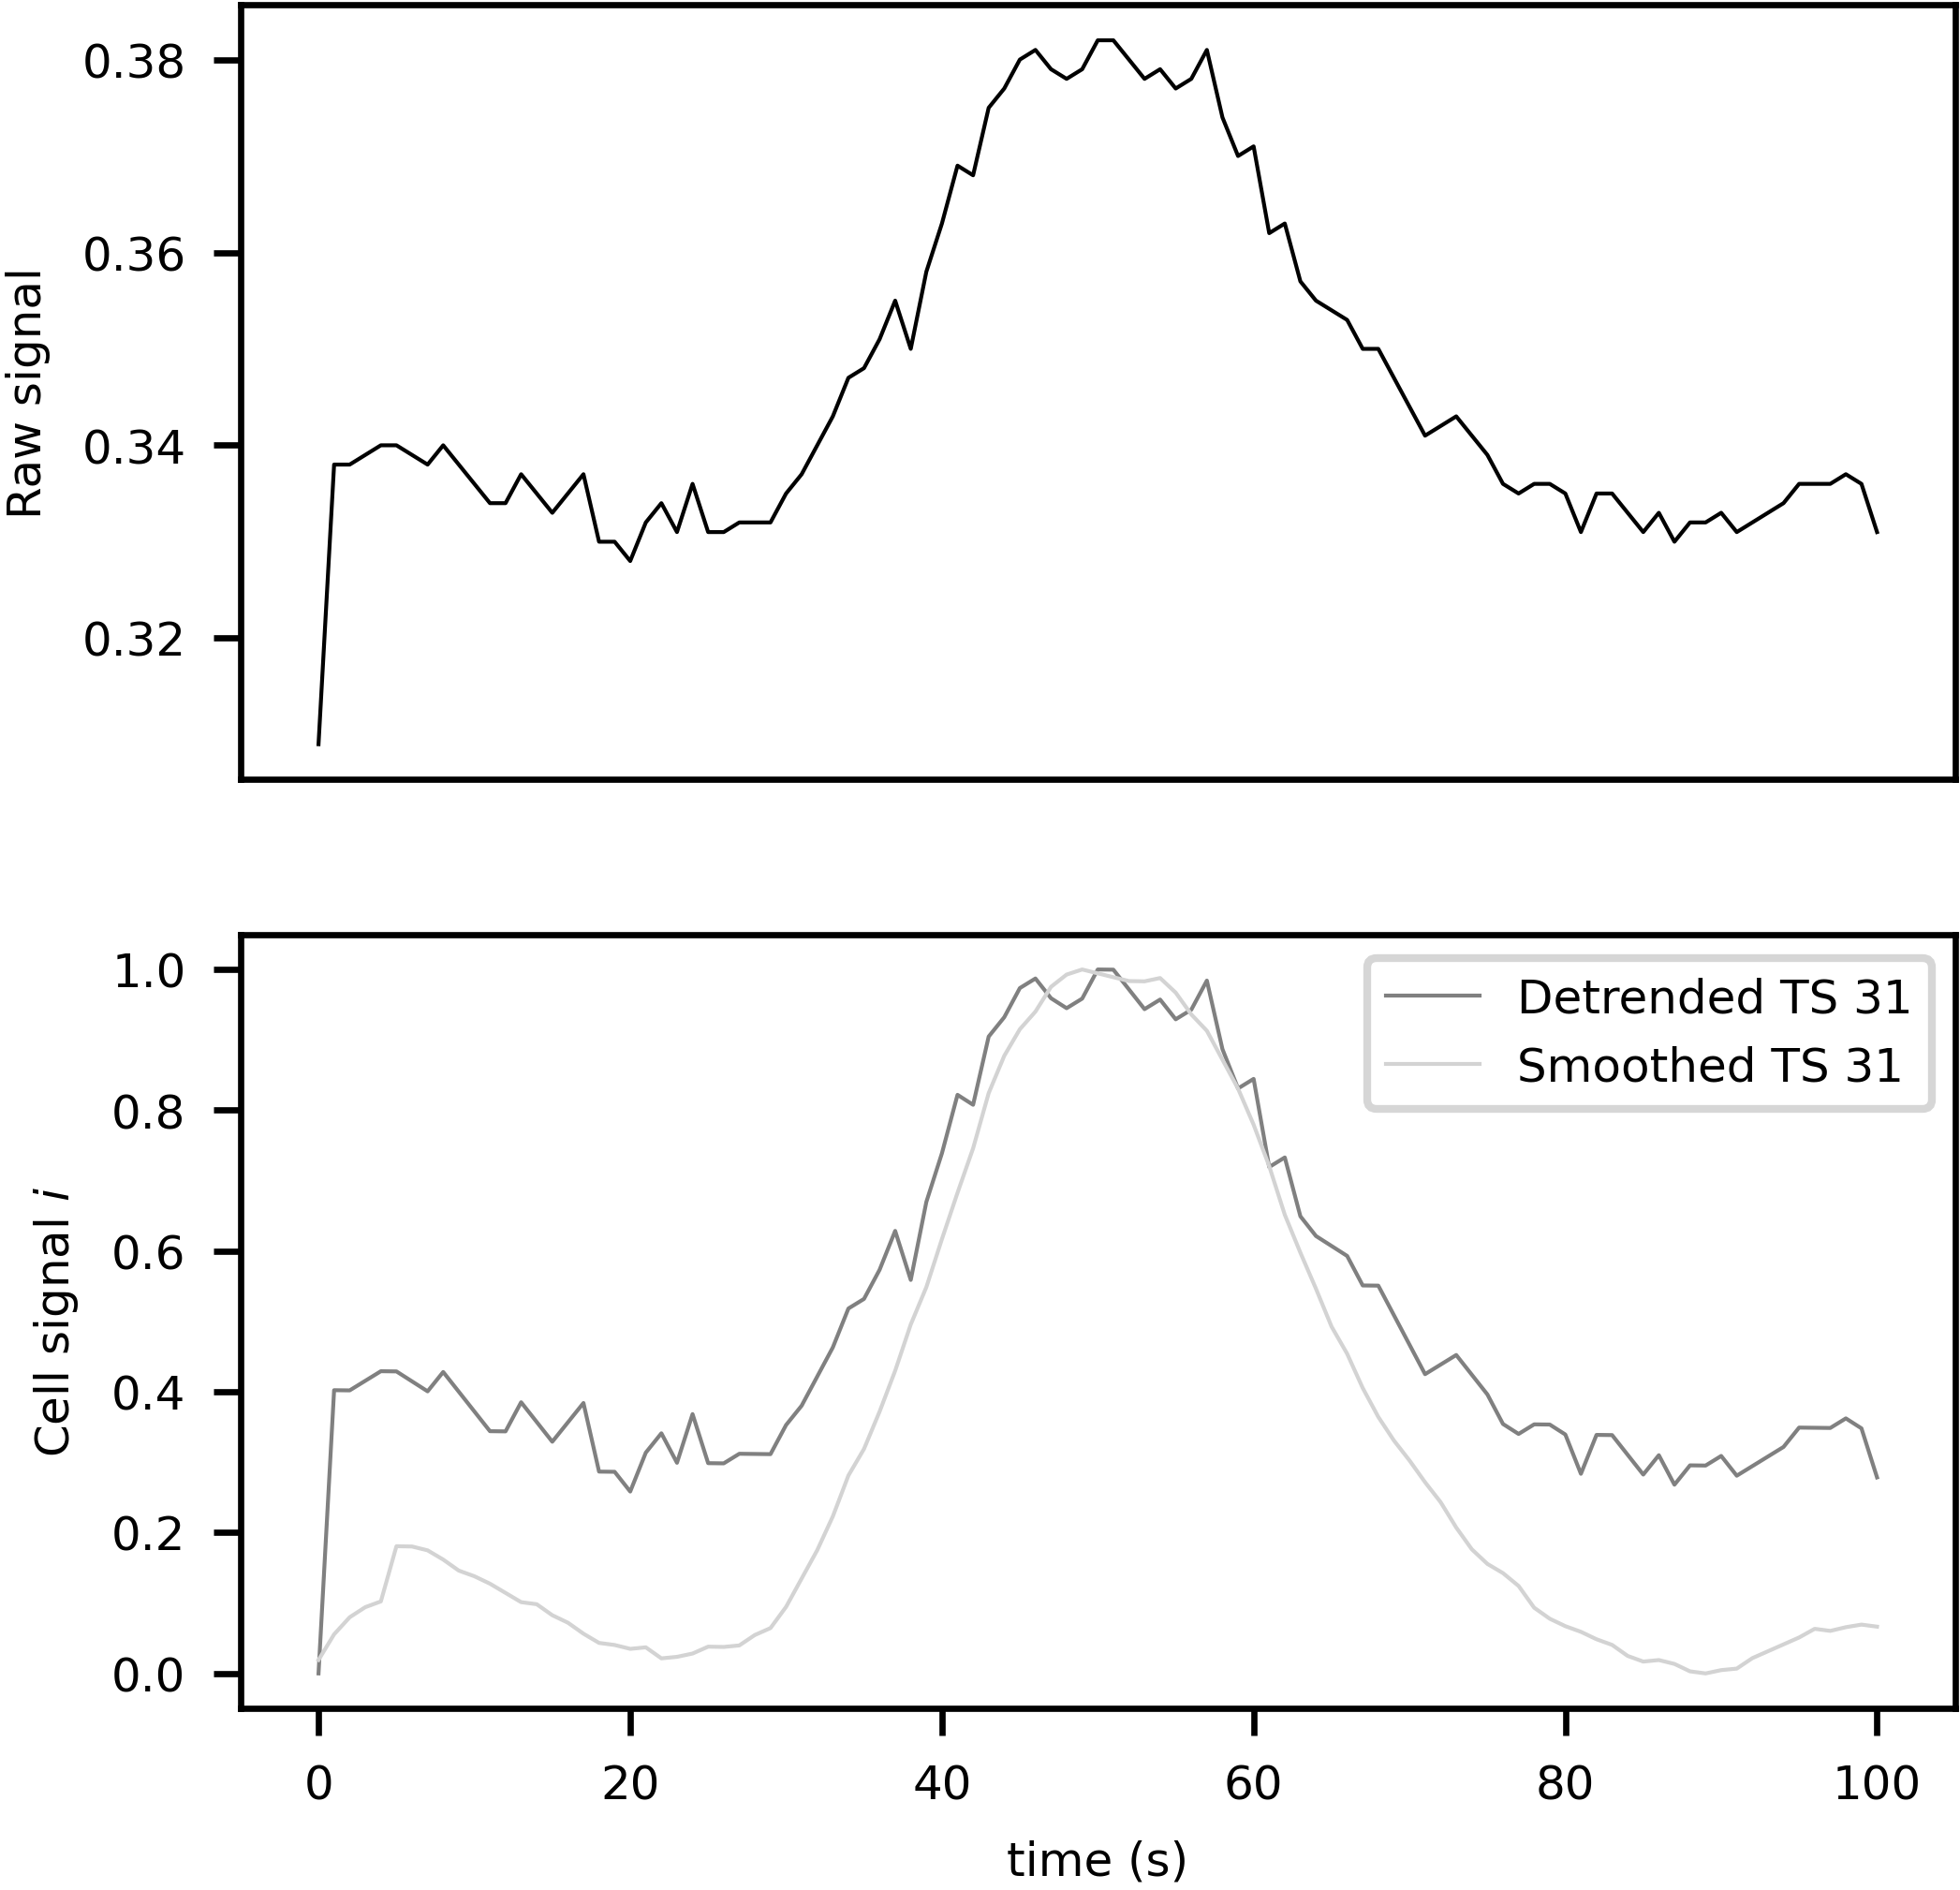 Raw signal
0.38
0.36
0.34
0.32
Cell signal i
1.0
0.8
0.6
0.4
0.2
0.0
Detrended TS 31
Smoothed TS 31
0 20 40 60 80 100
time (s)